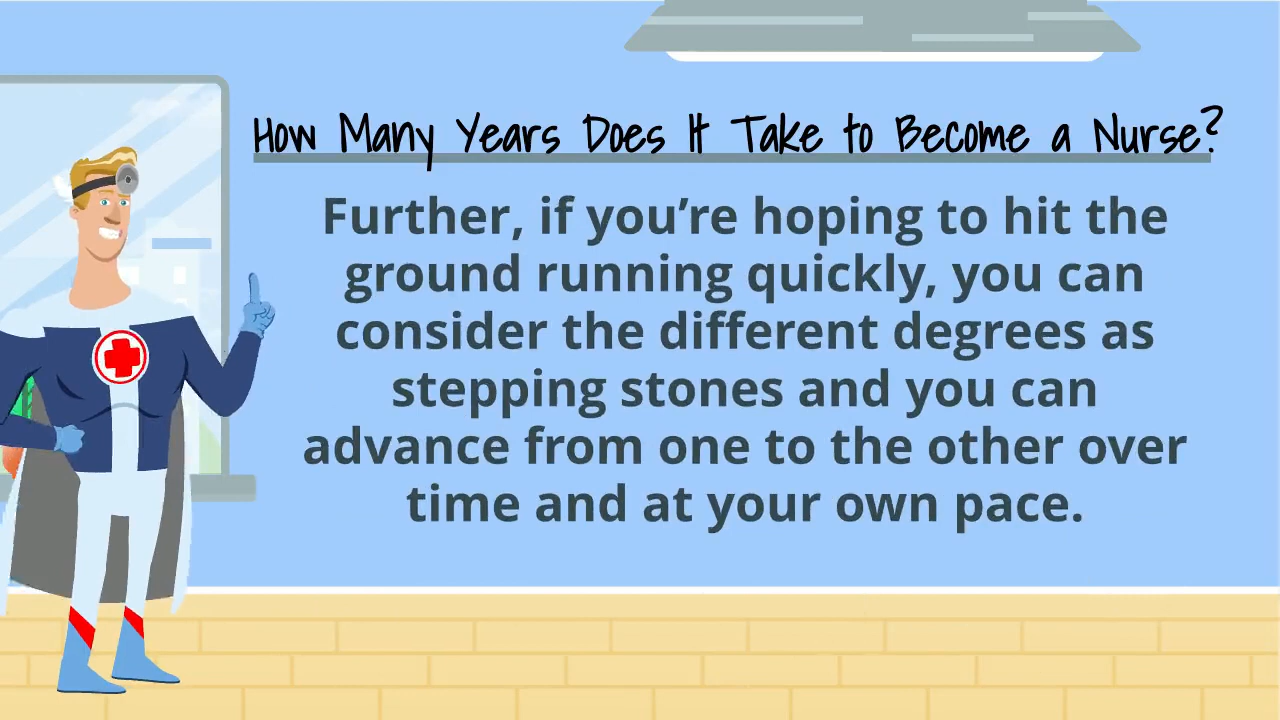 How Many Years Does It Take to Become a Nurse?
Further, if you’re hoping to hit the
ground running quickly, you can
consider the different degrees as
stepping stones and you can
advance from one to the other over
time and at your own pace.